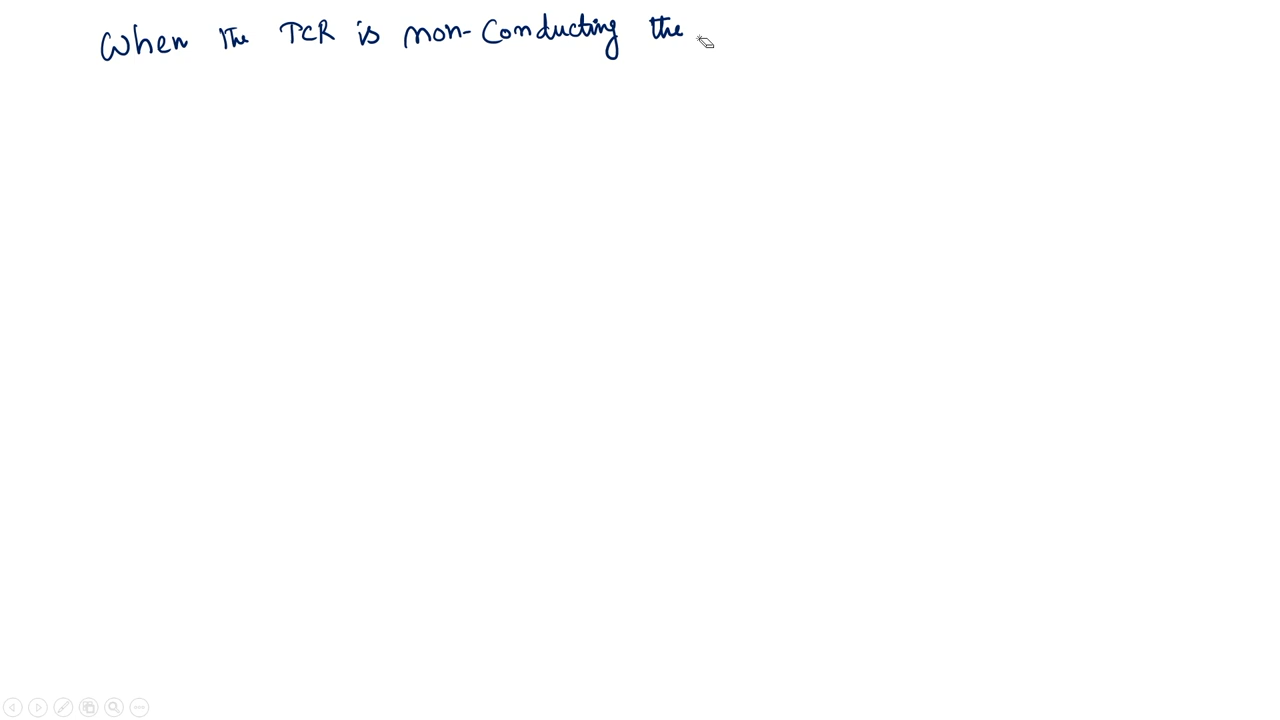 When the TCR is non-Conducting the